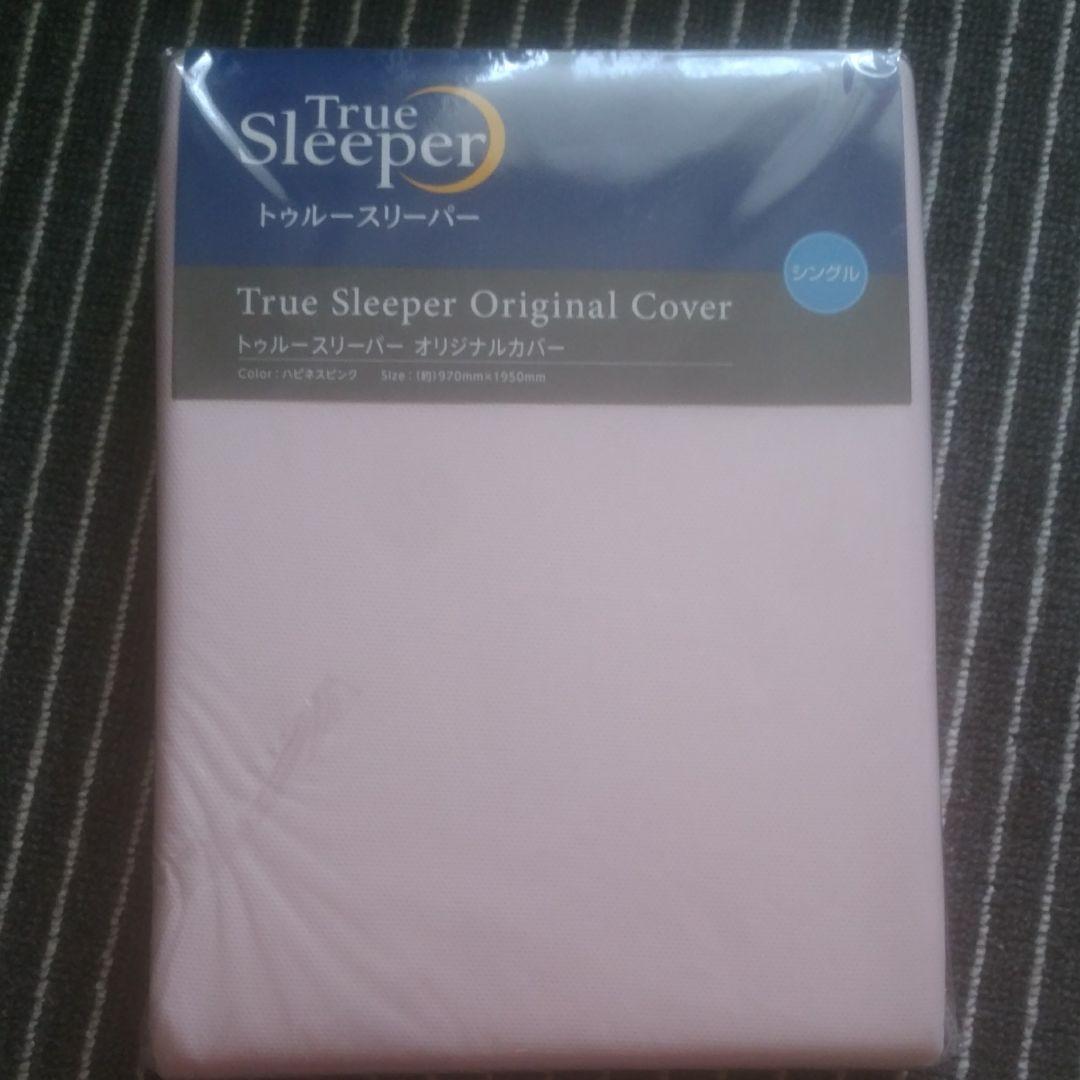 True
Sleeper
トゥルースリーパー
シングル
True Sleeper Original Cover
トゥルースリーパー オリジナルカバー
Color：ハピネスピンク Size：(約)970mm×1950mm